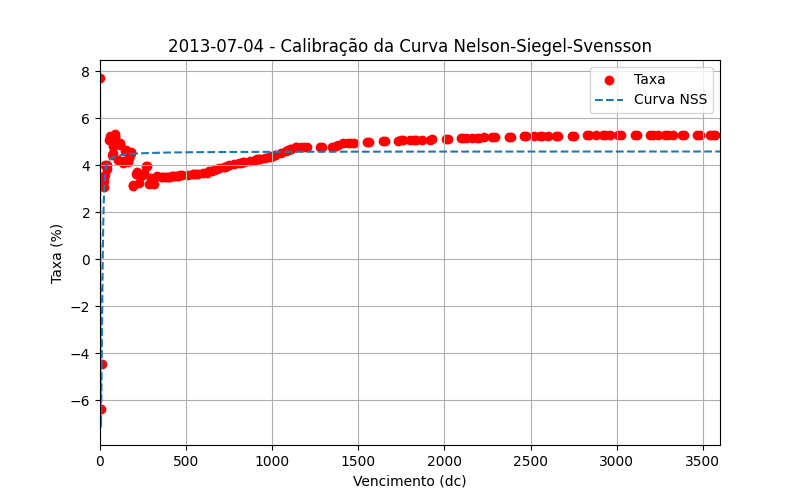 2013-07-04 - Calibração da Curva Nelson-Siegel-Svensson
Taxa
Curva NSS
8
6
4
2
0
−2
−4
−6
Taxa (%)
0 500 1000 1500 2000 2500 3000 3500
Vencimento (dc)